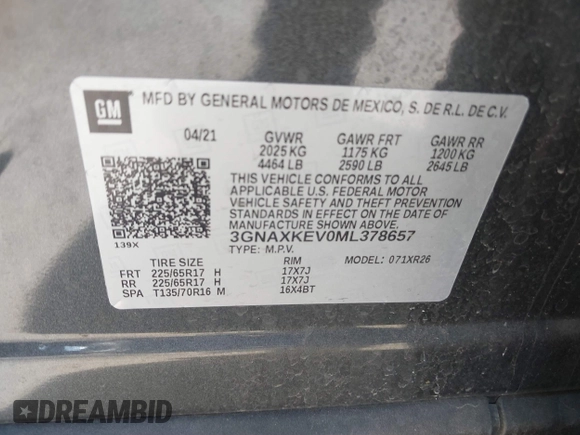 GM
MFD BY GENERAL MOTORS DE MEXICO, S. DE R.L. DE C.V.
04/21 GVWR GAWR FRT GAWR RR
2025 KG 1175 KG 1200 KG
4464 LB 2590 LB 2645 LB
THIS VEHICLE CONFORMS TO ALL
APPLICABLE U.S. FEDERAL MOTOR
VEHICLE SAFETY AND THEFT PREVENTION
STANDARDS IN EFFECT ON THE DATE OF
MANUFACTURE SHOWN ABOVE.
139X 3GNAXKEV0ML378657
TYPE: M.P.V. MODEL: 071XR26
TIRE SIZE RIM
FRT 225/65R17 H 17X7J
RR 225/65R17 H 17X7J
SPA T135/70R16 M 16X4BT
DREAMBID